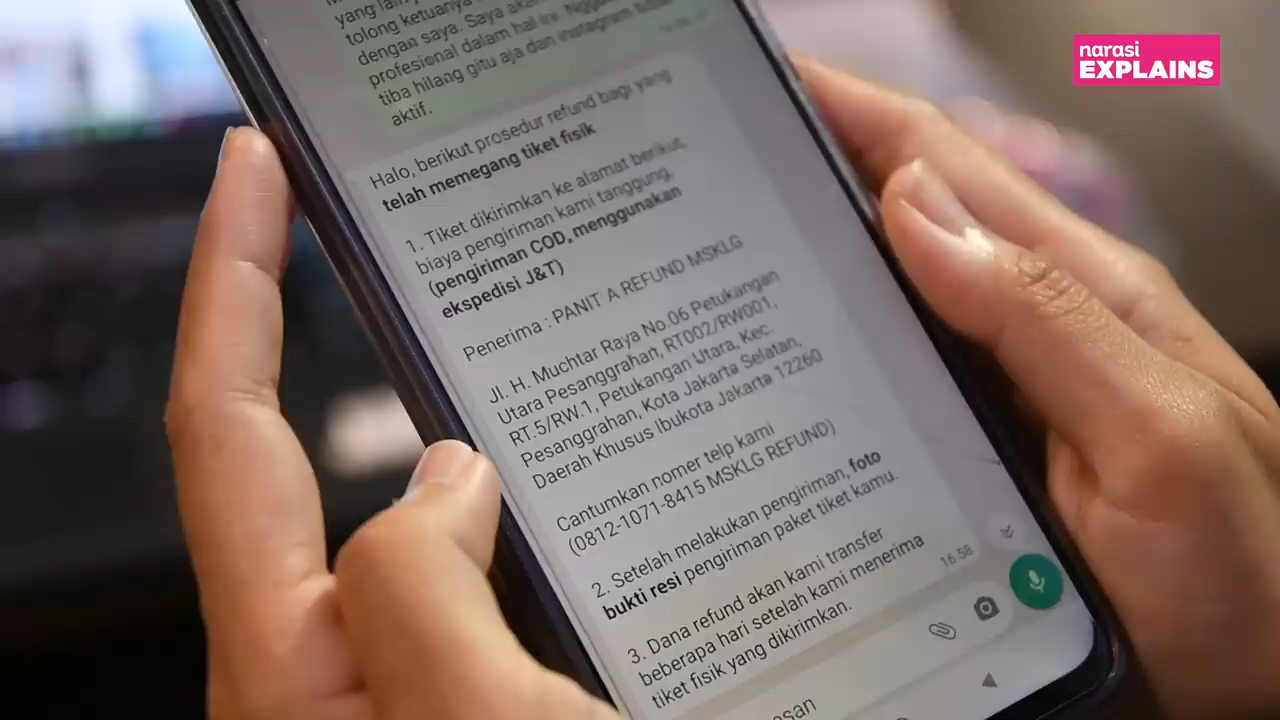 narasi
EXPLAINS
yang lain
tolong ketuanya
dengan saya. Saya akan
profesional dalam hal ini. Nggak
tiba hilang gitu aja dan instagram tidak
aktif.
Halo, berikut prosedur refund bagi yang
telah memegang tiket fisik
1. Tiket dikirimkan ke alamat berikut,
biaya pengiriman kami tanggung,
(pengiriman COD, menggunakan
ekspedisi J&T)
Penerima : PANIT A REFUND MSKLG
Jl. H. Muchtar Raya No.06 Petukangan
Utara Pesanggrahan, RT002/RW001,
RT.5/RW.1, Petukangan Utara, Kec.
Pesanggrahan, Kota Jakarta Selatan,
Daerah Khusus Ibukota Jakarta 12260
Cantumkan nomer telp kami
(0812-1071-8415 MSKLG REFUND)
2. Setelah melakukan pengiriman, foto
bukti resi pengiriman paket tiket kamu.
3. Dana refund akan kami transfer
beberapa hari setelah kami menerima
tiket fisik yang dikirimkan.
16.58